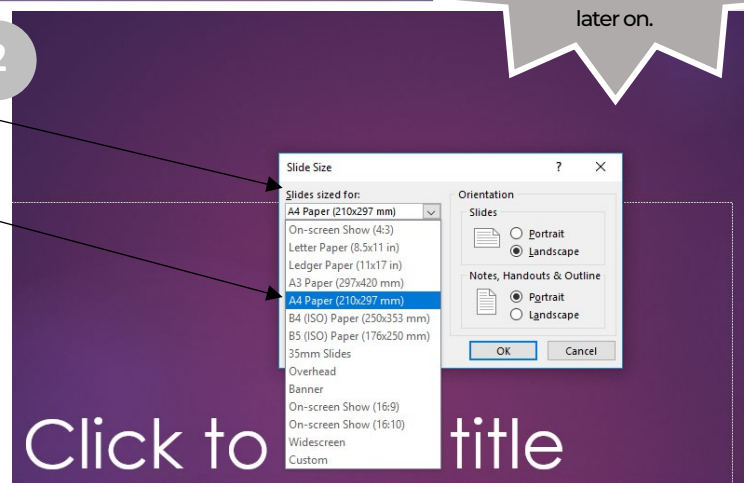 later on.
2
Slide Size ? X
Slides sized for:
A4 Paper (210x297 mm)
On-screen Show (4:3)
Letter Paper (8.5x11 in)
Ledger Paper (11x17 in)
A3 Paper (297x420 mm)
A4 Paper (210x297 mm)
B4 (ISO) Paper (250x353 mm)
B5 (ISO) Paper (176x250 mm)
35mm Slides
Overhead
Banner
On-screen Show (16:9)
On-screen Show (16:10)
Widescreen
Custom
Orientation
Slides
Portrait
Landscape
Notes, Handouts & Outline
Portrait
Landscape
OK Cancel
Click to title